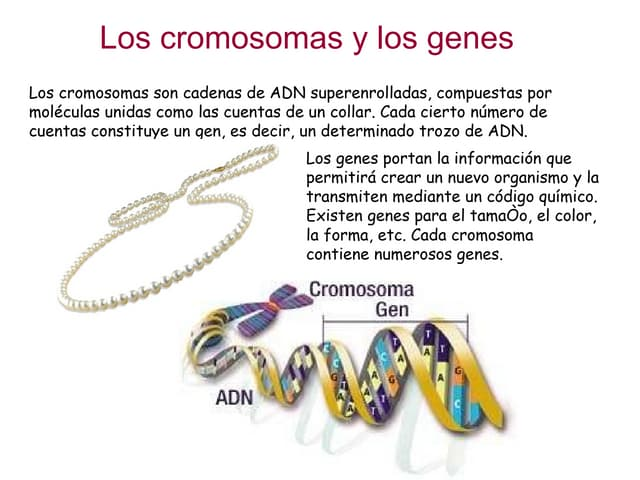 Los cromosomas y los genes
Los cromosomas son cadenas de ADN superenrolladas, compuestas por
moléculas unidas como las cuentas de un collar. Cada cierto número de
cuentas constituye un gen, es decir, un determinado trozo de ADN.
Los genes portan la información que
permitirá crear un nuevo organismo y la
transmiten mediante un código químico.
Existen genes para el tamaÒo, el color,
la forma, etc. Cada cromosoma
contiene numerosos genes.
Cromosoma
Gen
ADN